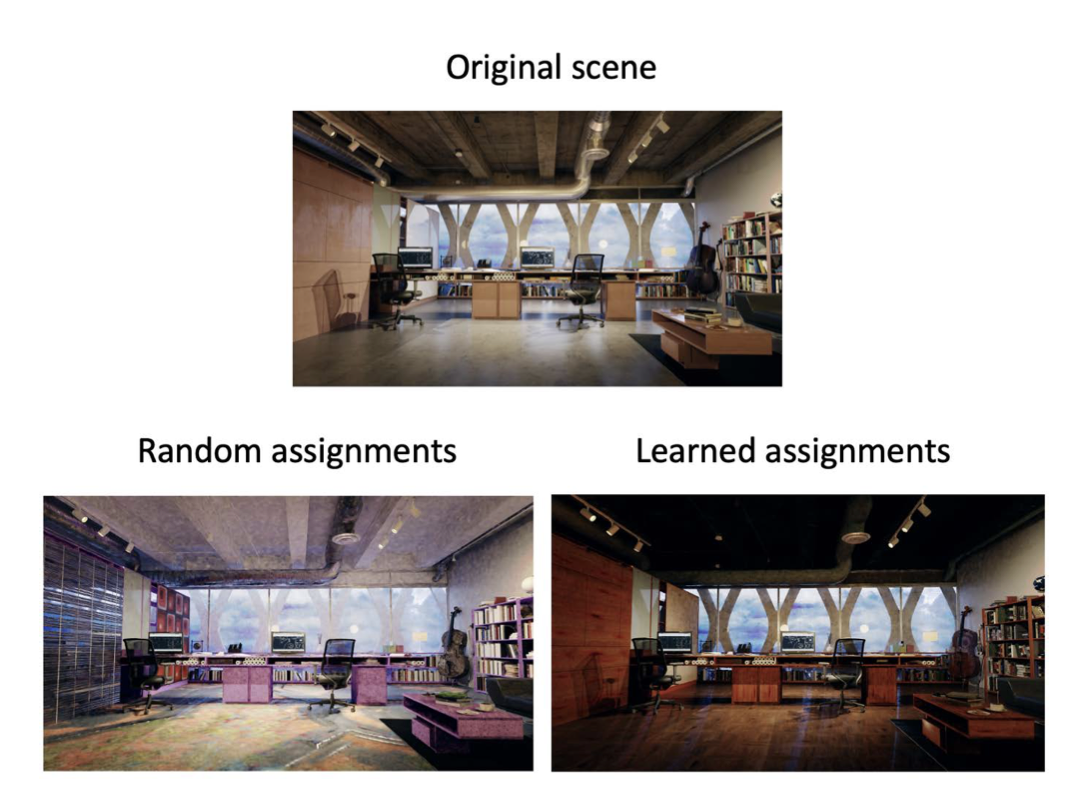 Original scene
Random assignments
Learned assignments